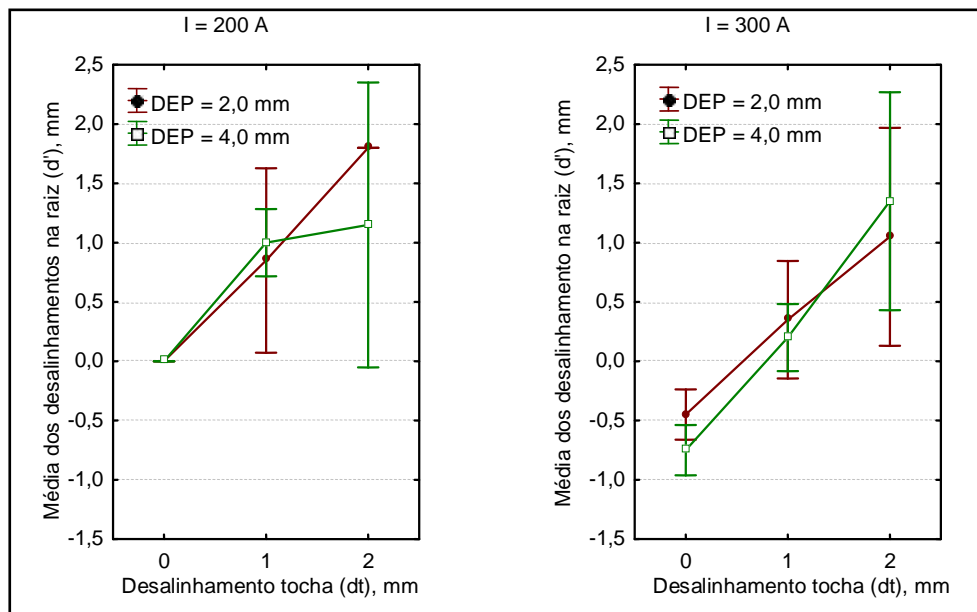 I = 200 A
2,5
2,0
1,5
1,0
0,5
0,0
-0,5
-1,0
-1,5
Média dos desalinhamentos na raiz (d'), mm
DEP = 2,0 mm
DEP = 4,0 mm
0 1 2
Desalinhamento tocha (dt), mm
I = 300 A
2,5
2,0
1,5
1,0
0,5
0,0
-0,5
-1,0
-1,5
Média dos desalinhamento na raiz (d'), mm
DEP = 2,0 mm
DEP = 4,0 mm
0 1 2
Desalinhamento tocha (dt), mm